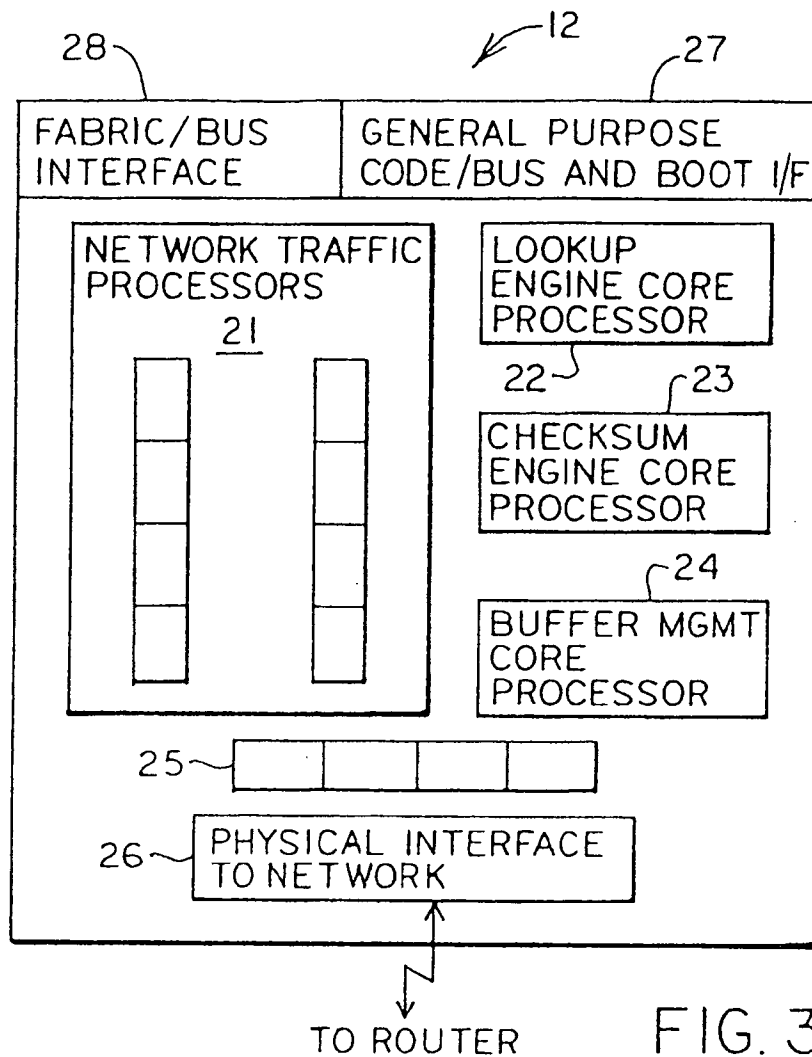 12
28
27
FABRIC/BUS
INTERFACE
GENERAL PURPOSE
CODE/BUS AND BOOT I/F
NETWORK TRAFFIC
PROCESSORS
21
LOOKUP
ENGINE CORE
PROCESSOR
22
23
CHECKSUM
ENGINE CORE
PROCESSOR
24
BUFFER MGMT
CORE
PROCESSOR
25
26
PHYSICAL INTERFACE
TO NETWORK
TO ROUTER
FIG. 3